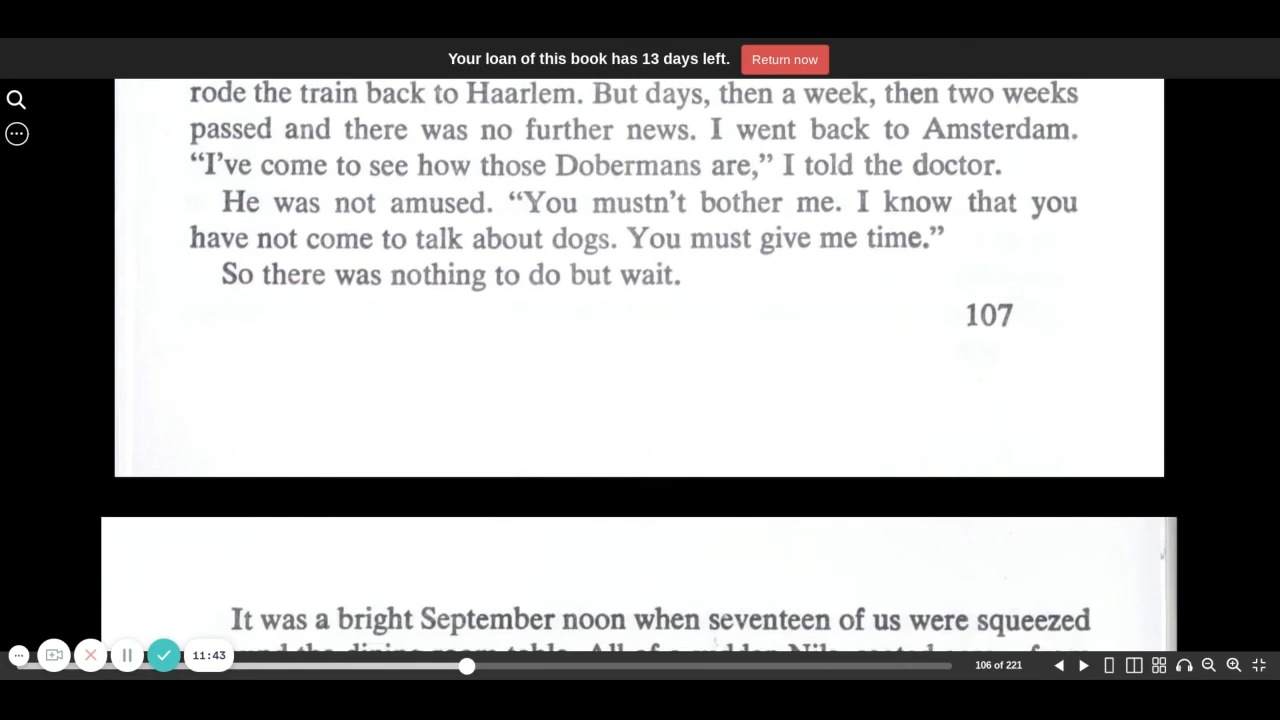 Your loan of this book has 13 days left. Return now
rode the train back to Haarlem. But days, then a week, then two weeks
passed and there was no further news. I went back to Amsterdam.
“I’ve come to see how those Dobermans are,” I told the doctor.
He was not amused. “You mustn’t bother me. I know that you
have not come to talk about dogs. You must give me time.”
So there was nothing to do but wait.
107
It was a bright September noon when seventeen of us were squeezed
11:43
106 of 221